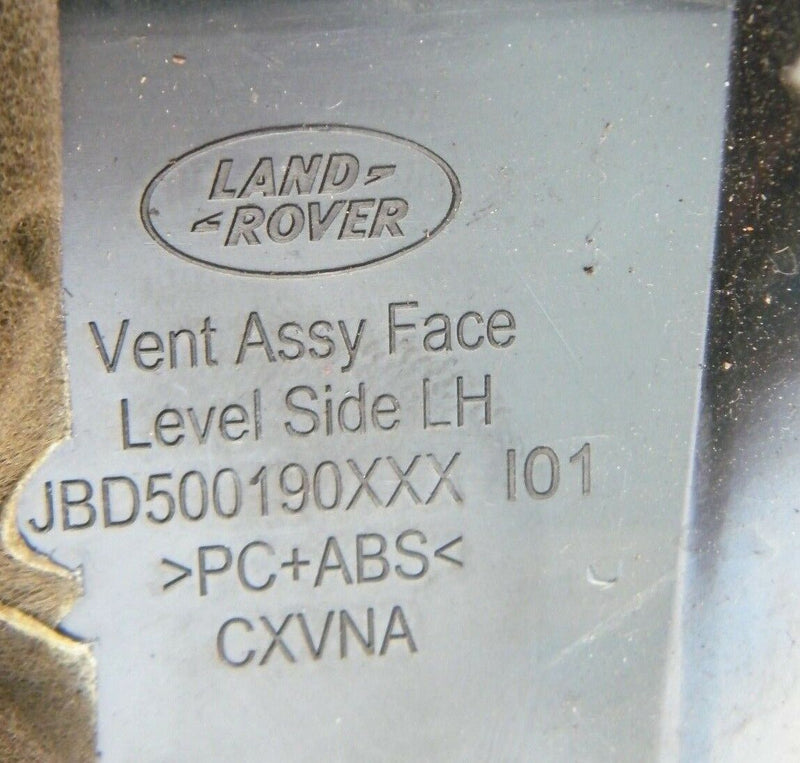 LAND
ROVER
Vent Assy Face
Level Side LH
JBD500190XXX I01
>PC+ABS<
CXVNA